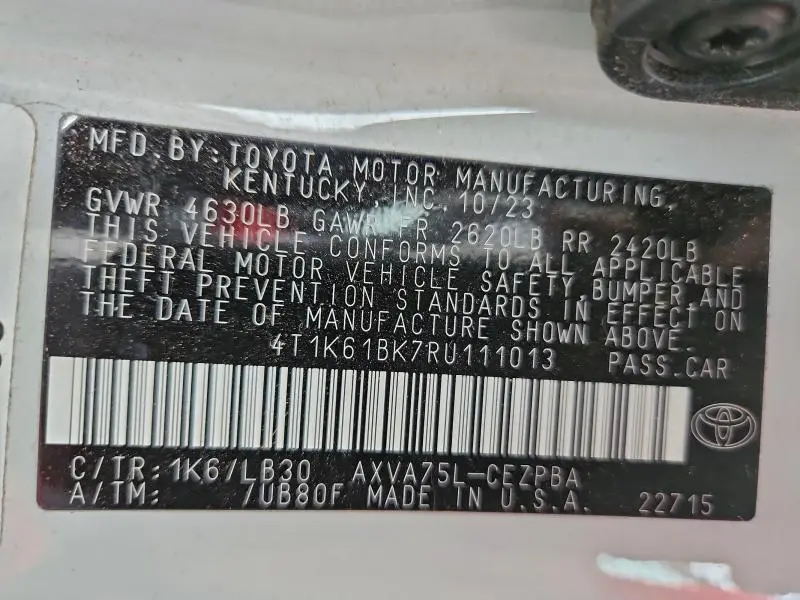 MFD.BY:TOYOTA MOTOR MANUFACTURING,
KENTUCKY,INC. 10/23
GVWR 4630LB GAWR FR 2620LB RR 2420LB
THIS VEHICLE CONFORMS TO ALL APPLICABLE
FEDERAL MOTOR VEHICLE SAFETY,BUMPER,AND
THEFT PREVENTION STANDARDS IN EFFECT ON
THE DATE OF MANUFACTURE SHOWN ABOVE.
4T1K61BK7RU111013 PASS.CAR
C/TR:1K6/LB30 AXVA75L-CEZPBA
A/TM: /UB80F MADE IN U.S.A. 22715